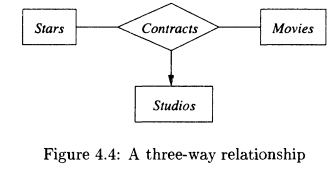 Stars Contracts Movies
Studios
Figure 4.4: A three-way relationship